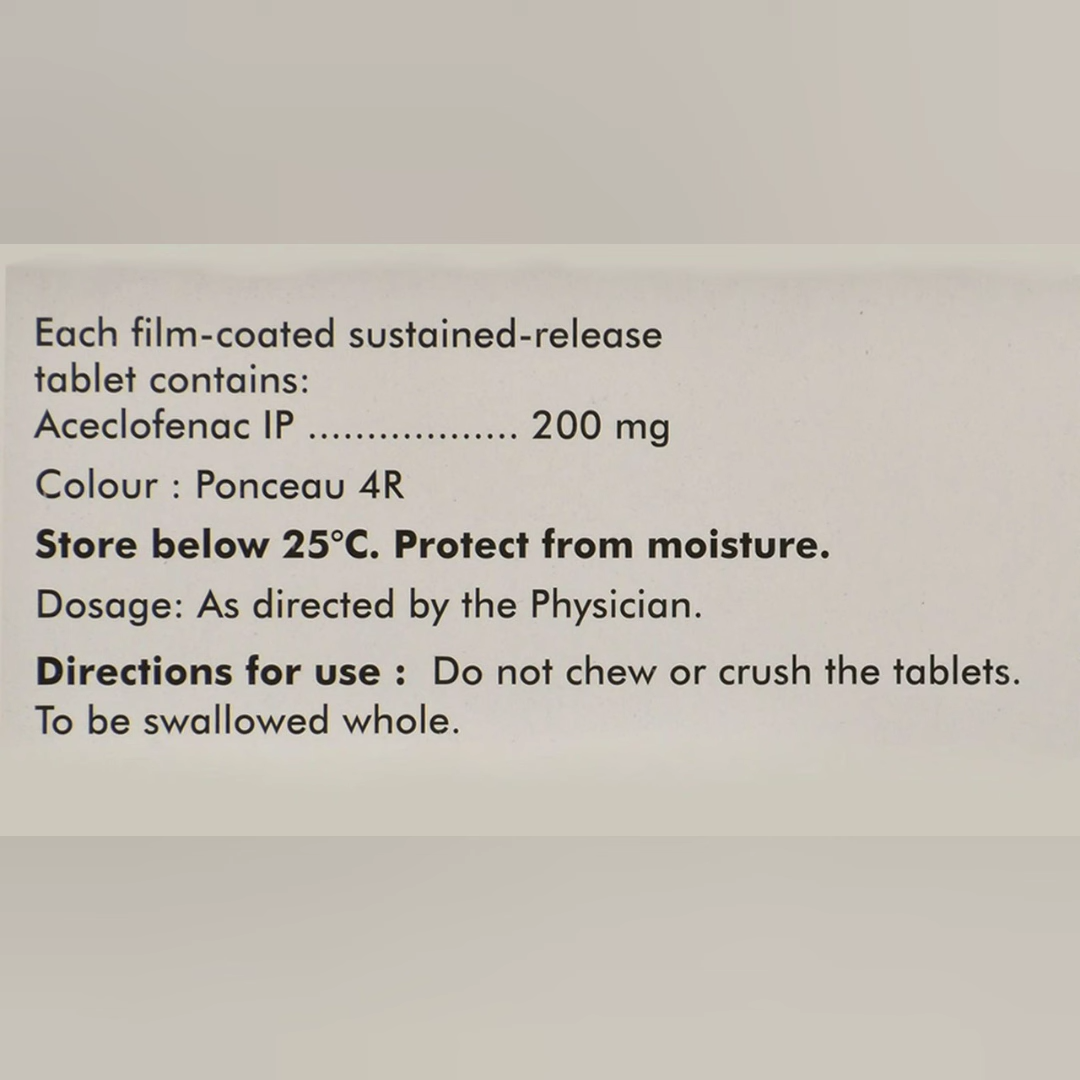 Each film-coated sustained-release
tablet contains:
Aceclofenac IP .................. 200 mg
Colour : Ponceau 4R
Store below 25°C. Protect from moisture.
Dosage: As directed by the Physician.
Directions for use : Do not chew or crush the tablets.
To be swallowed whole.